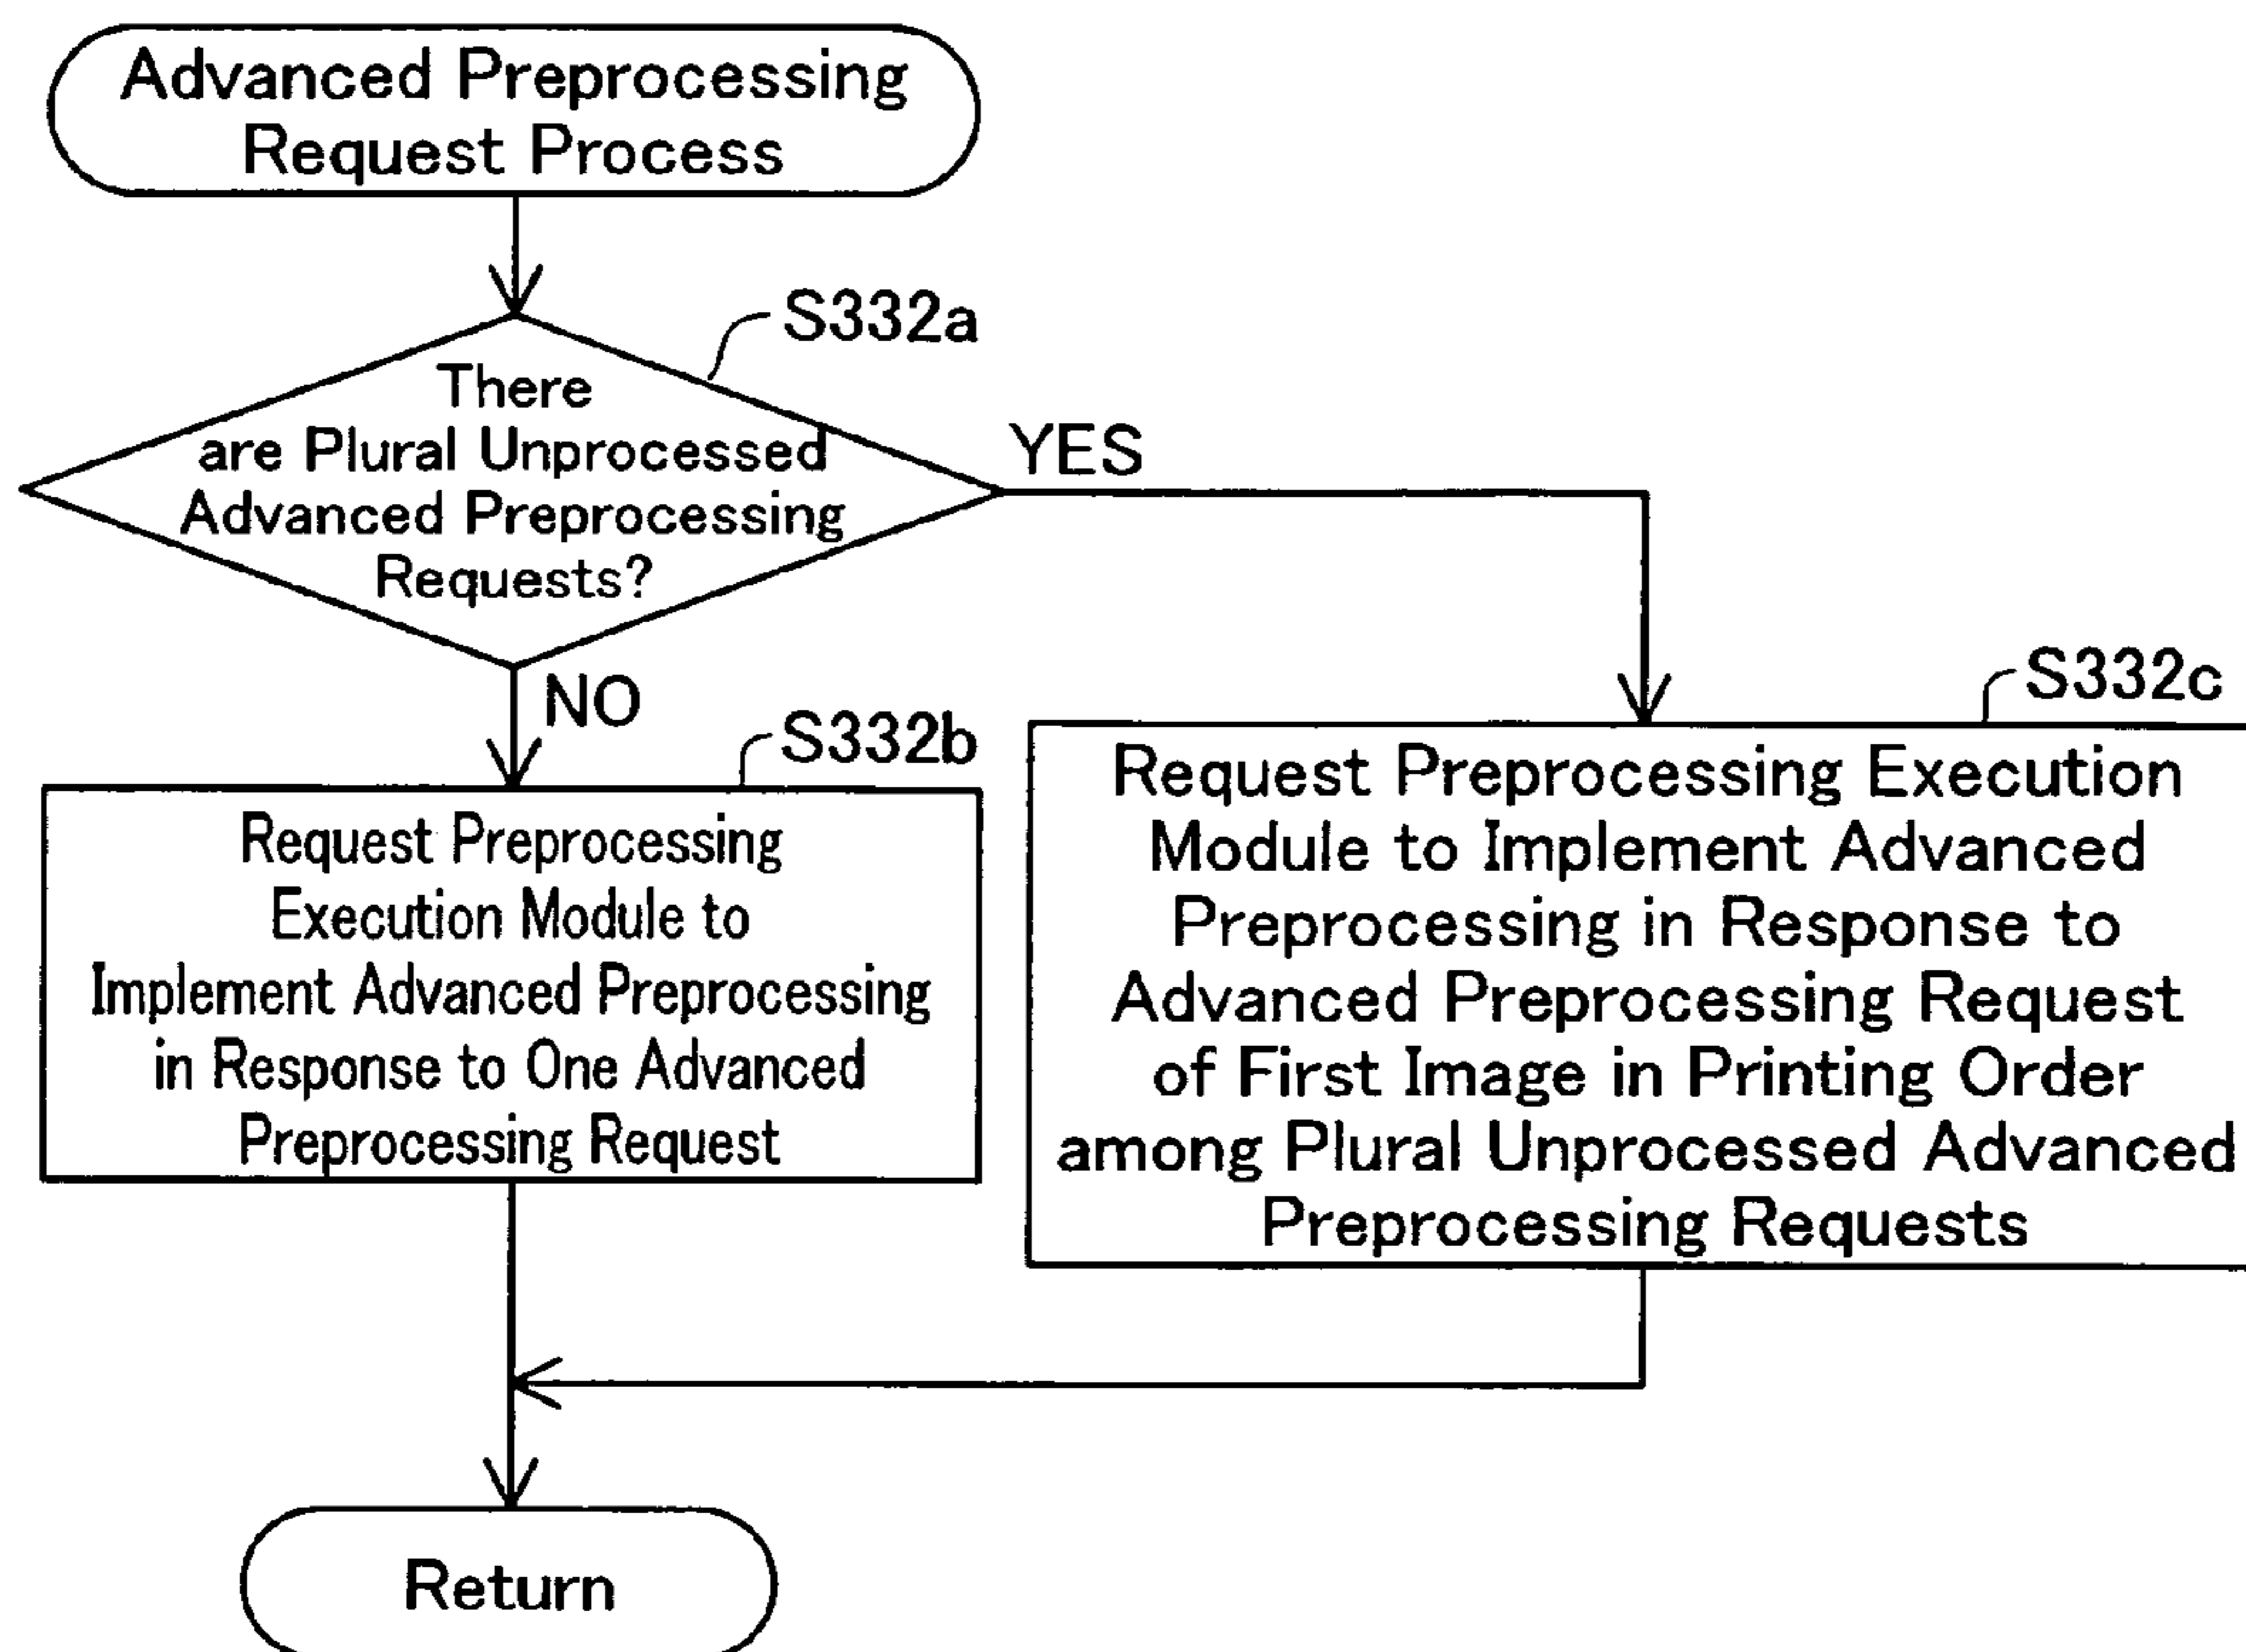 Advanced Preprocessing
Request Process
S332a
There
are Plural Unprocessed
Advanced Preprocessing
Requests?
YES
NO
S332b
Request Preprocessing
Execution Module to
Implement Advanced Preprocessing
in Response to One Advanced
Preprocessing Request
S332c
Request Preprocessing Execution
Module to Implement Advanced
Preprocessing in Response to
Advanced Preprocessing Request
of First Image in Printing Order
among Plural Unprocessed Advanced
Preprocessing Requests
Return